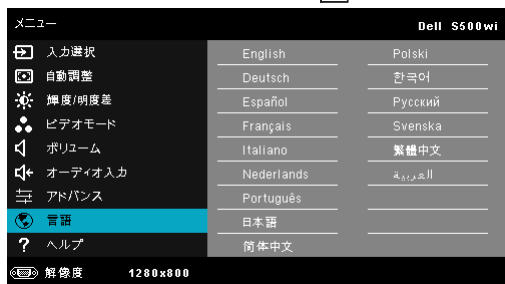 メニュー
Dell S500wi
入力選択
自動調整
輝度/明度差
ビデオモード
ボリューム
オーディオ入力
アドバンス
言語
ヘルプ
English
Deutsch
Español
Français
Italiano
Nederlands
Português
日本語
简体中文
Polski
한국어
Русский
Svenska
繁體中文
العربية
解像度 1280x800